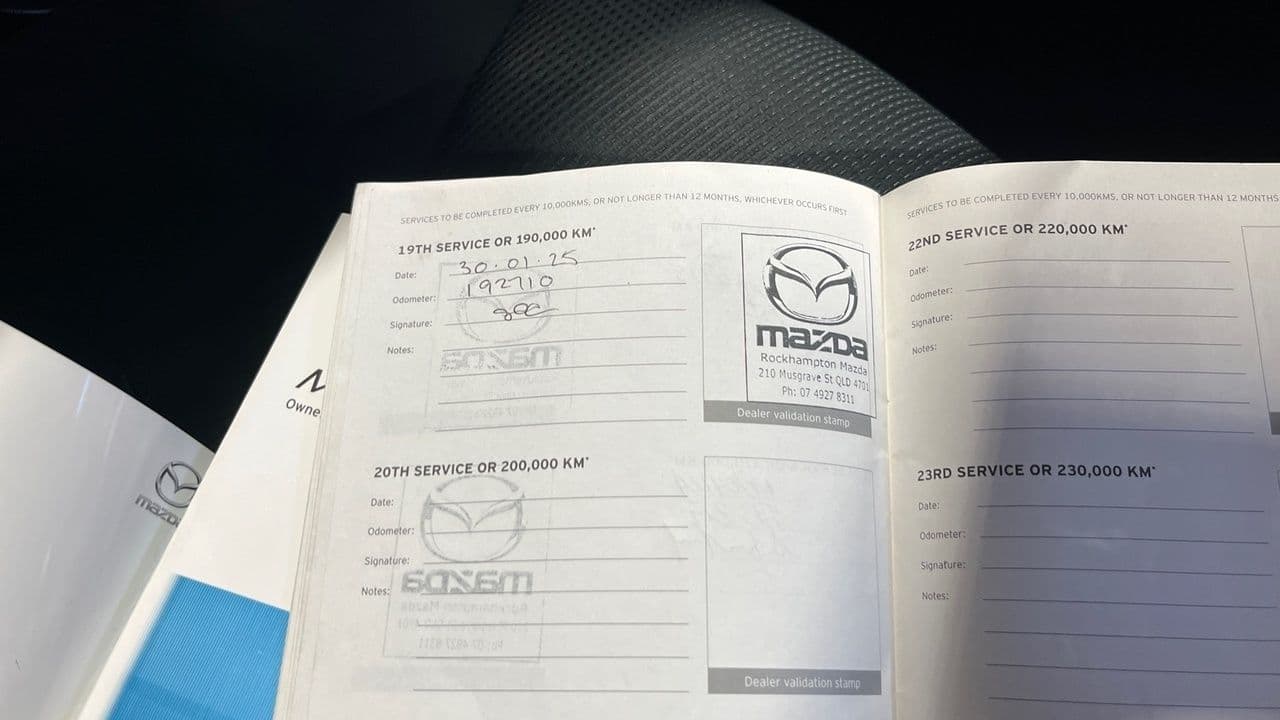 SERVICES TO BE COMPLETED EVERY 10,000KMS, OR NOT LONGER THAN 12 MONTHS, WHICHEVER OCCURS FIRST
19TH SERVICE OR 190,000 KM*
Date: 30.01.25
Odometer: 192710
Signature:
Notes:
mazda
Rockhampton Mazda
210 Musgrave St QLD 4701
Ph: 07 4927 8311
Dealer validation stamp
20TH SERVICE OR 200,000 KM*
Date:
Odometer:
Signature:
Notes:
Dealer validation stamp
SERVICES TO BE COMPLETED EVERY 10,000KMS, OR NOT LONGER THAN 12 MONTHS
22ND SERVICE OR 220,000 KM*
Date:
Odometer:
Signature:
Notes:
23RD SERVICE OR 230,000 KM*
Date:
Odometer:
Signature:
Notes:
mazda
Owne